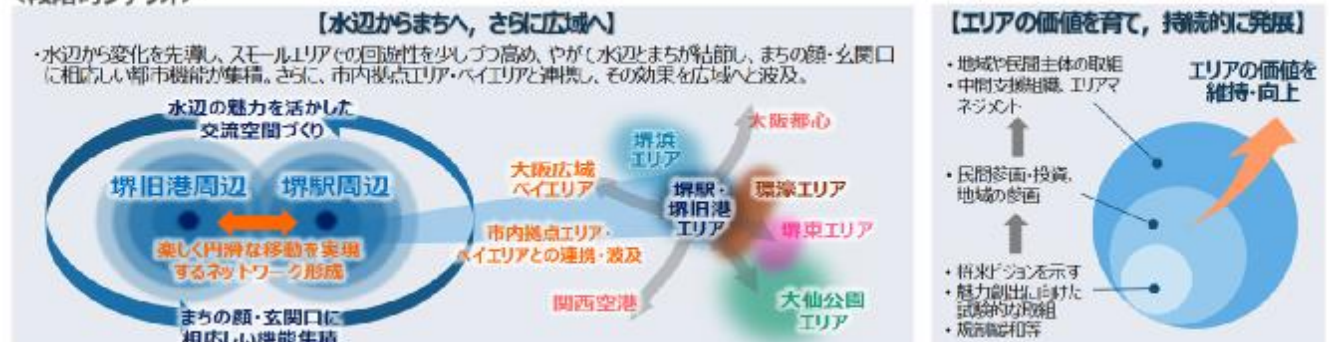 【水辺からまちへ，さらに広域へ】
・水辺から変化を先導し、スモールエリアでの回遊性を少しづつ高め、やがて水辺とまちが結節し、まちの顔・玄関口
に相応しい都市機能が集積。さらに、市内拠点エリア・ベイエリアと連携し、その効果を広域へと波及。
水辺の魅力を活かした
交流空間づくり
堺旧港周辺
堺駅周辺
楽しく円滑な移動を実現
するネットワーク形成
まちの顔・玄関口に
相応しい機能集積
大阪広域
ベイエリア
市内拠点エリア・
ベイエリアとの連携・波及
関西空港
堺浜
エリア
大阪都心
堺駅・
堺旧港
エリア
環濠エリア
堺東エリア
大仙公園
エリア
【エリアの価値を育て，持続的に発展】
・地域や民間主体の取組
・中間支援組織、エリアマ
ネジメント
・民間参画・投資、
地域の参画
・将来ビジョンを示す
・魅力創出に向けた
試験的な取組
・規制緩和等
エリアの価値を
維持・向上